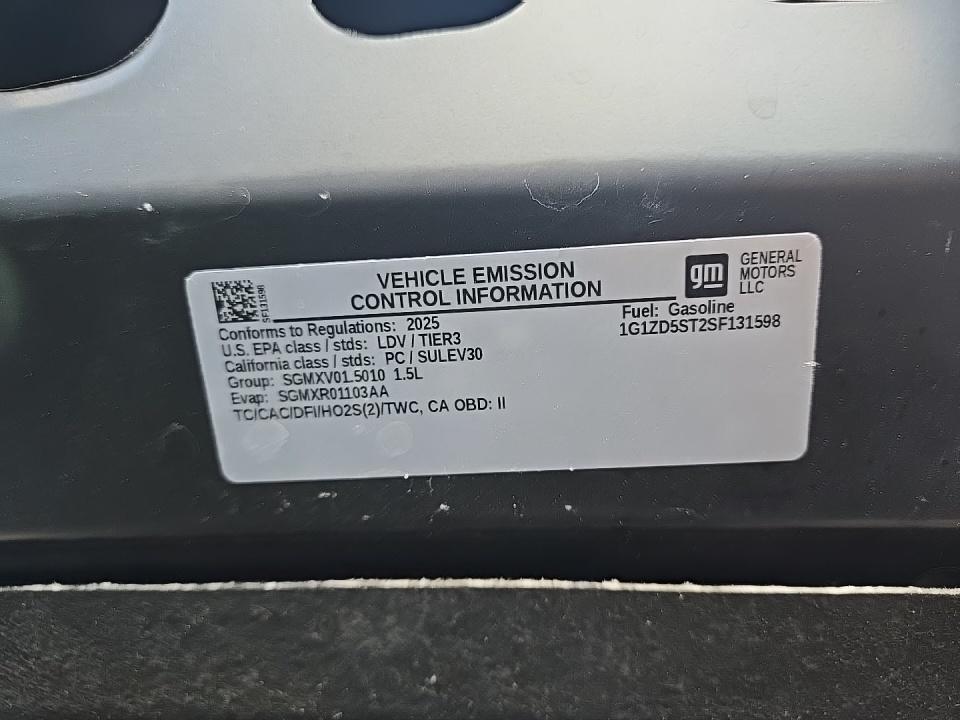 VEHICLE EMISSION
CONTROL INFORMATION
gm
GENERAL
MOTORS
LLC
SF131598
Conforms to Regulations: 2025
U.S. EPA class / stds: LDV / TIER3
California class / stds: PC / SULEV30
Group: SGMXV01.5010 1.5L
Evap: SGMXR01103AA
TC/CAC/DFI/HO2S(2)/TWC, CA OBD: II
Fuel: Gasoline
1G1ZD5ST2SF131598